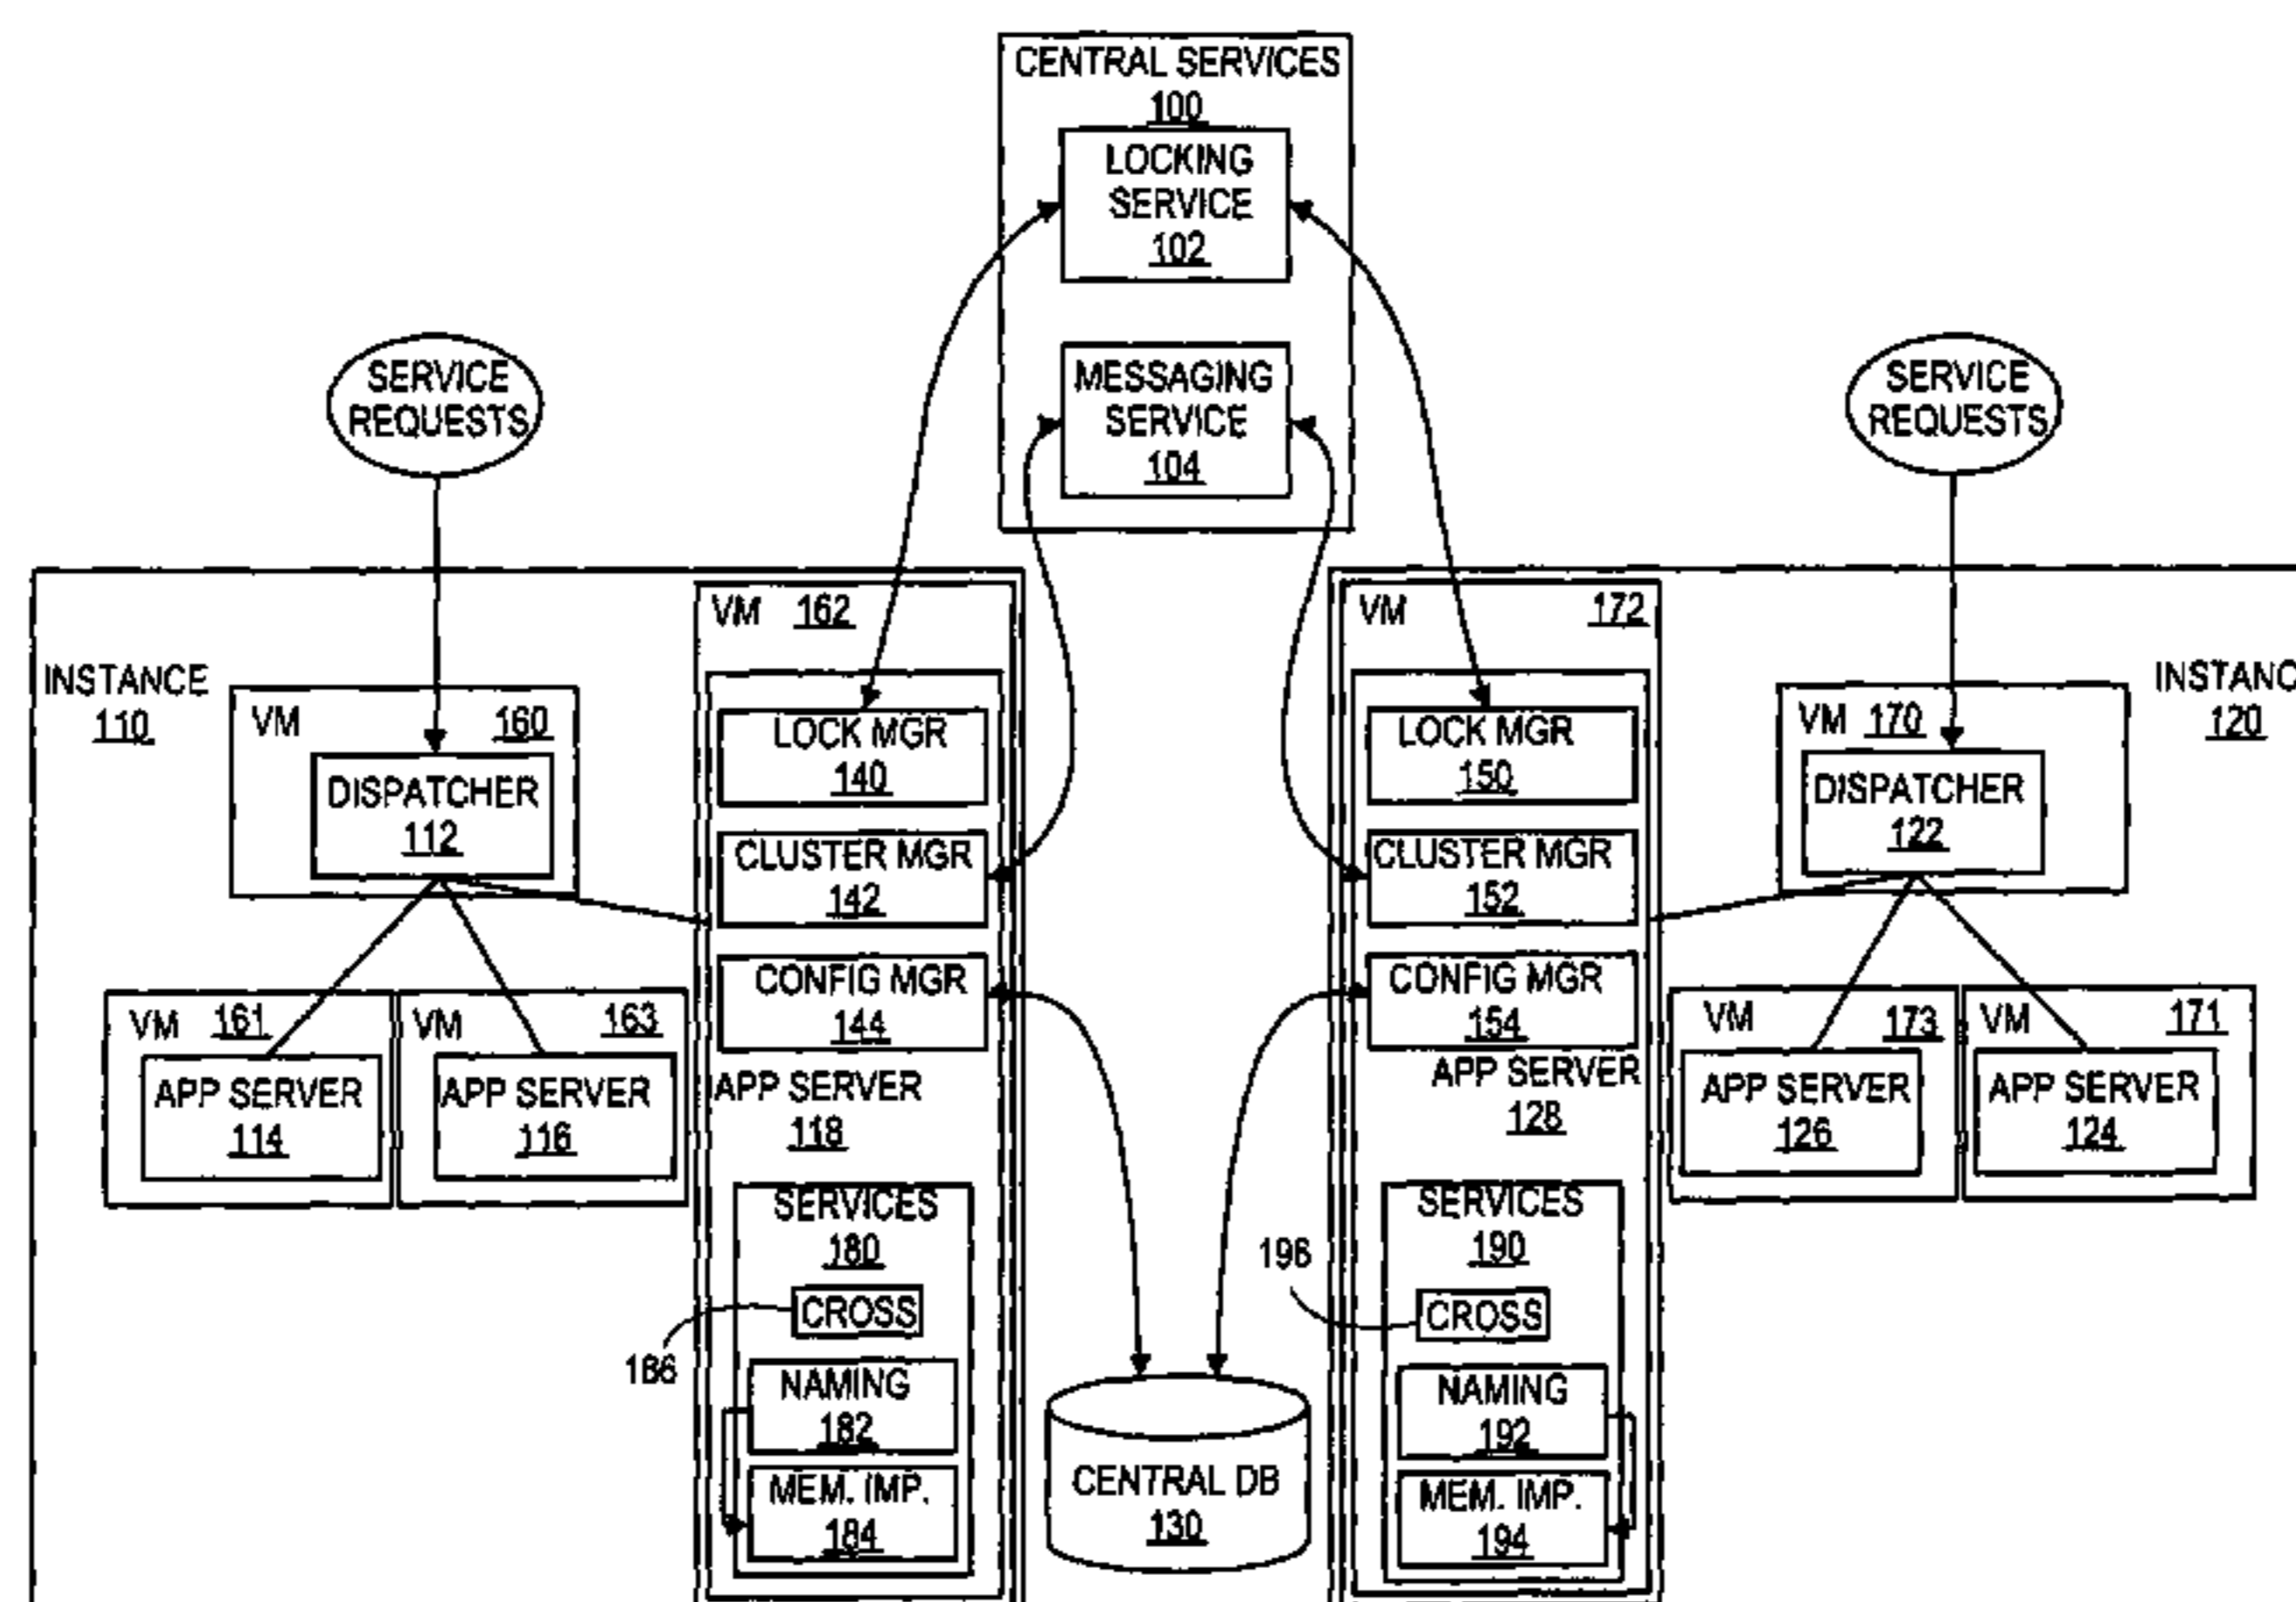 CENTRAL SERVICES
100
LOCKING
SERVICE
102
MESSAGING
SERVICE
104
SERVICE
REQUESTS
SERVICE
REQUESTS
INSTANCE
110
VM 160
DISPATCHER
112
VM 161
APP SERVER
114
VM 163
APP SERVER
116
VM 162
LOCK MGR
140
CLUSTER MGR
142
CONFIG MGR
144
APP SERVER
118
SERVICES
180
CROSS
186
NAMING
182
MEM. IMP.
184
CENTRAL DB
130
VM 172
LOCK MGR
150
CLUSTER MGR
152
CONFIG MGR
154
APP SERVER
128
SERVICES
190
196
CROSS
NAMING
192
MEM. IMP.
194
INSTANC
120
VM 170
DISPATCHER
122
VM 173
APP SERVER
126
VM 171
APP SERVER
124